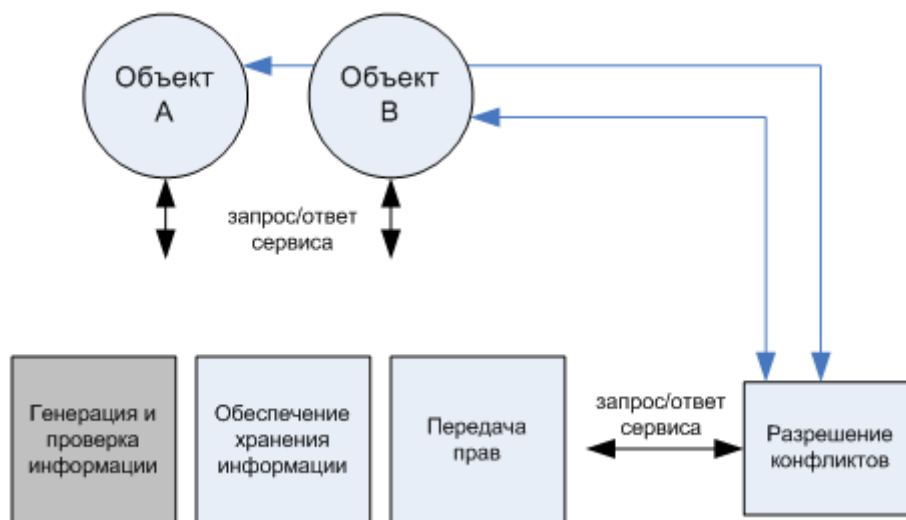 Объект
A
Объект
B
запрос/ответ
сервиса
Генерация и
проверка
информации
Обеспечение
хранения
информации
Передача
прав
запрос/ответ
сервиса
Разрешение
конфликтов